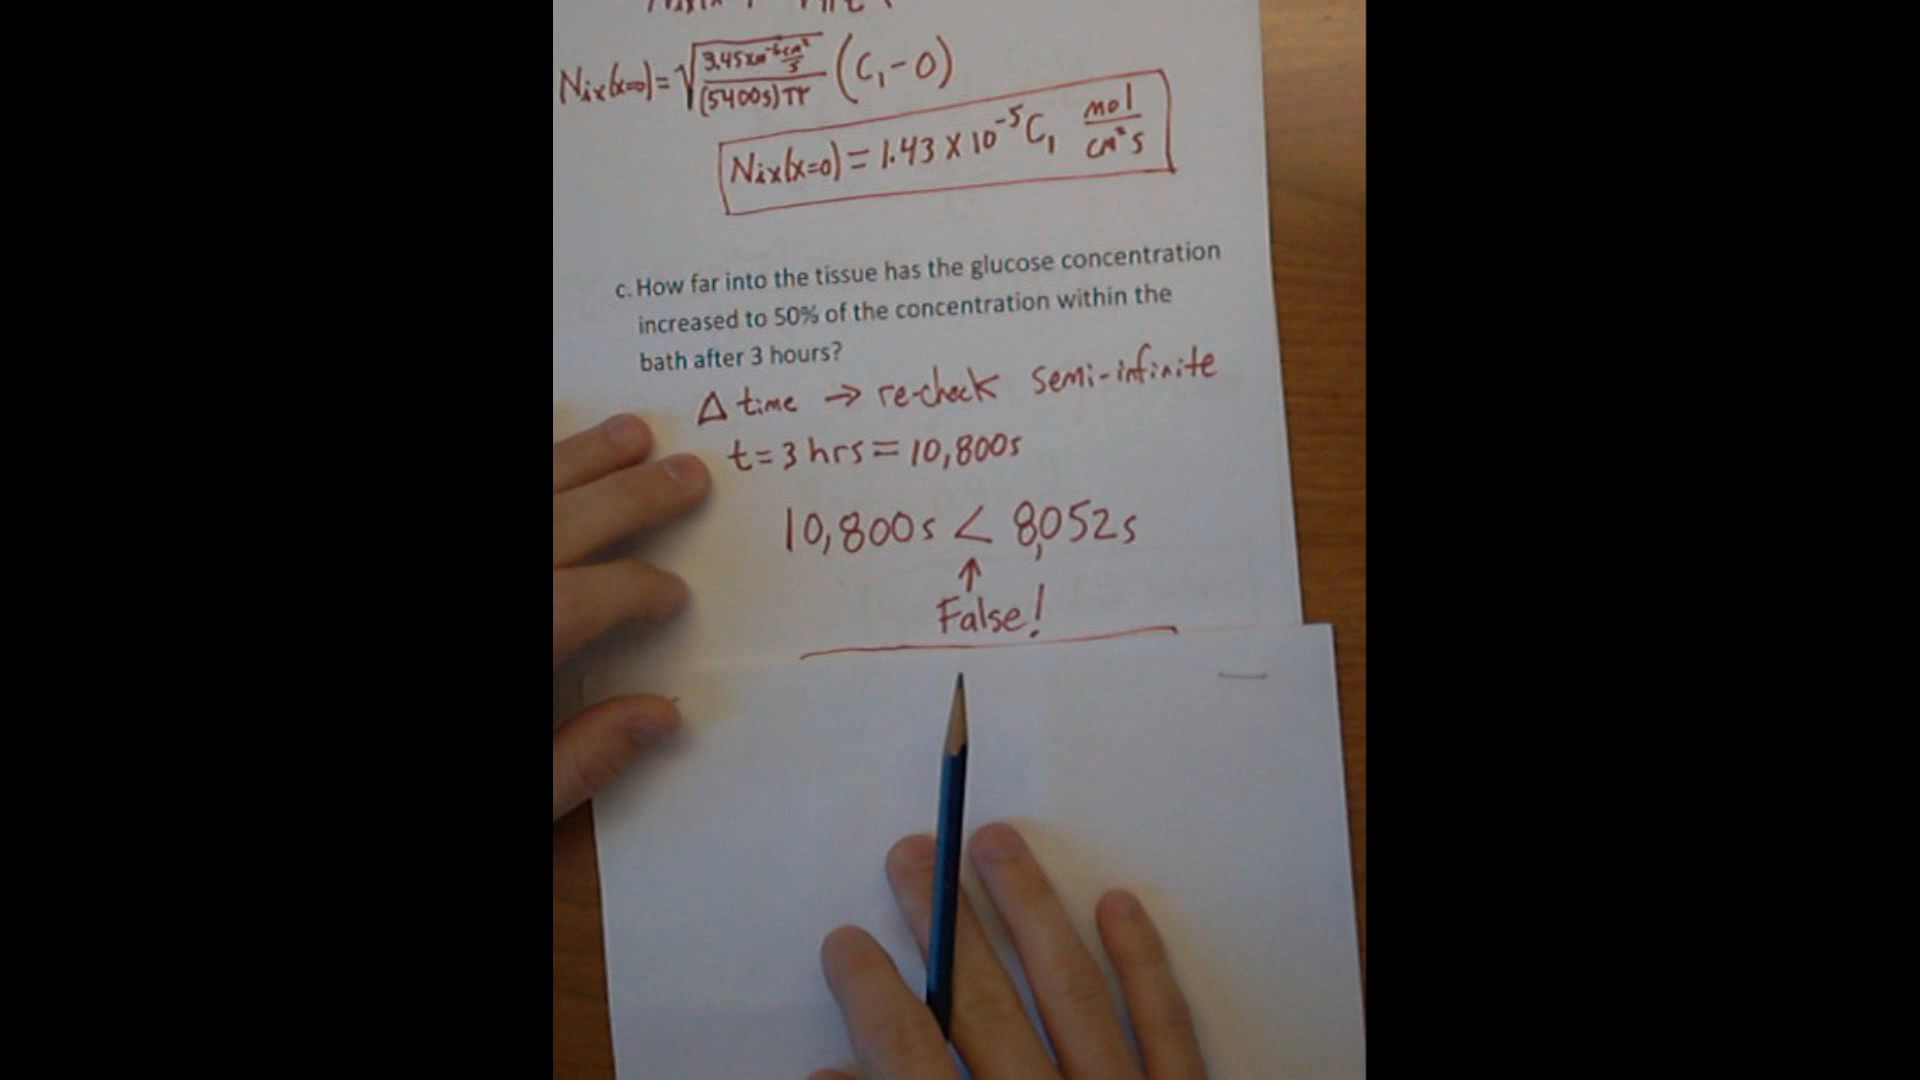 Nix(x=0) = √(3.45x10⁻⁶ cm²/s / (5400s)π) (C₁ - 0)
Nix(x=0) = 1.43 x 10⁻⁵ C₁ mol/cm²s
c. How far into the tissue has the glucose concentration
increased to 50% of the concentration within the
bath after 3 hours?
Δ time → re-check semi-infinite
t = 3 hrs = 10,800s
10,800s < 8,052s
↑
False!